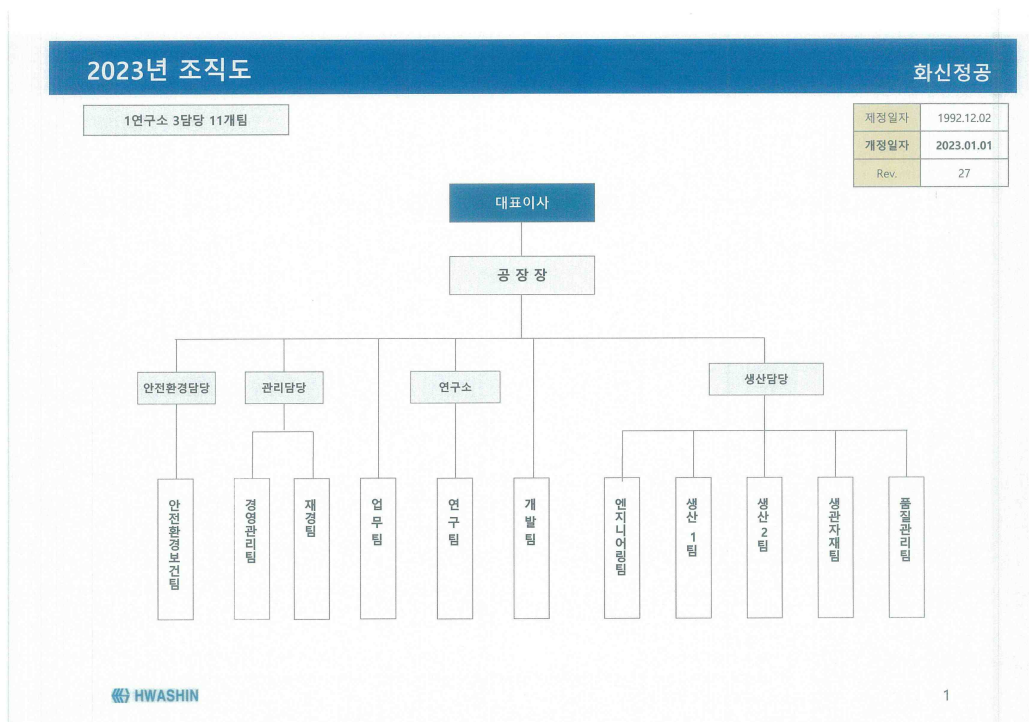 2023년 조직도
화신정공
1연구소 3담당 11개팀
제정일자 1992.12.02
개정일자 2023.01.01
Rev. 27
대표이사
공 장 장
안전환경담당
관리담당
연구소
생산담당
안전환경보건팀
경영관리팀
재경팀
업무팀
연구팀
개발팀
엔지니어링팀
생산 1팀
생산 2팀
생관자재팀
품질관리팀
HWASHIN
1